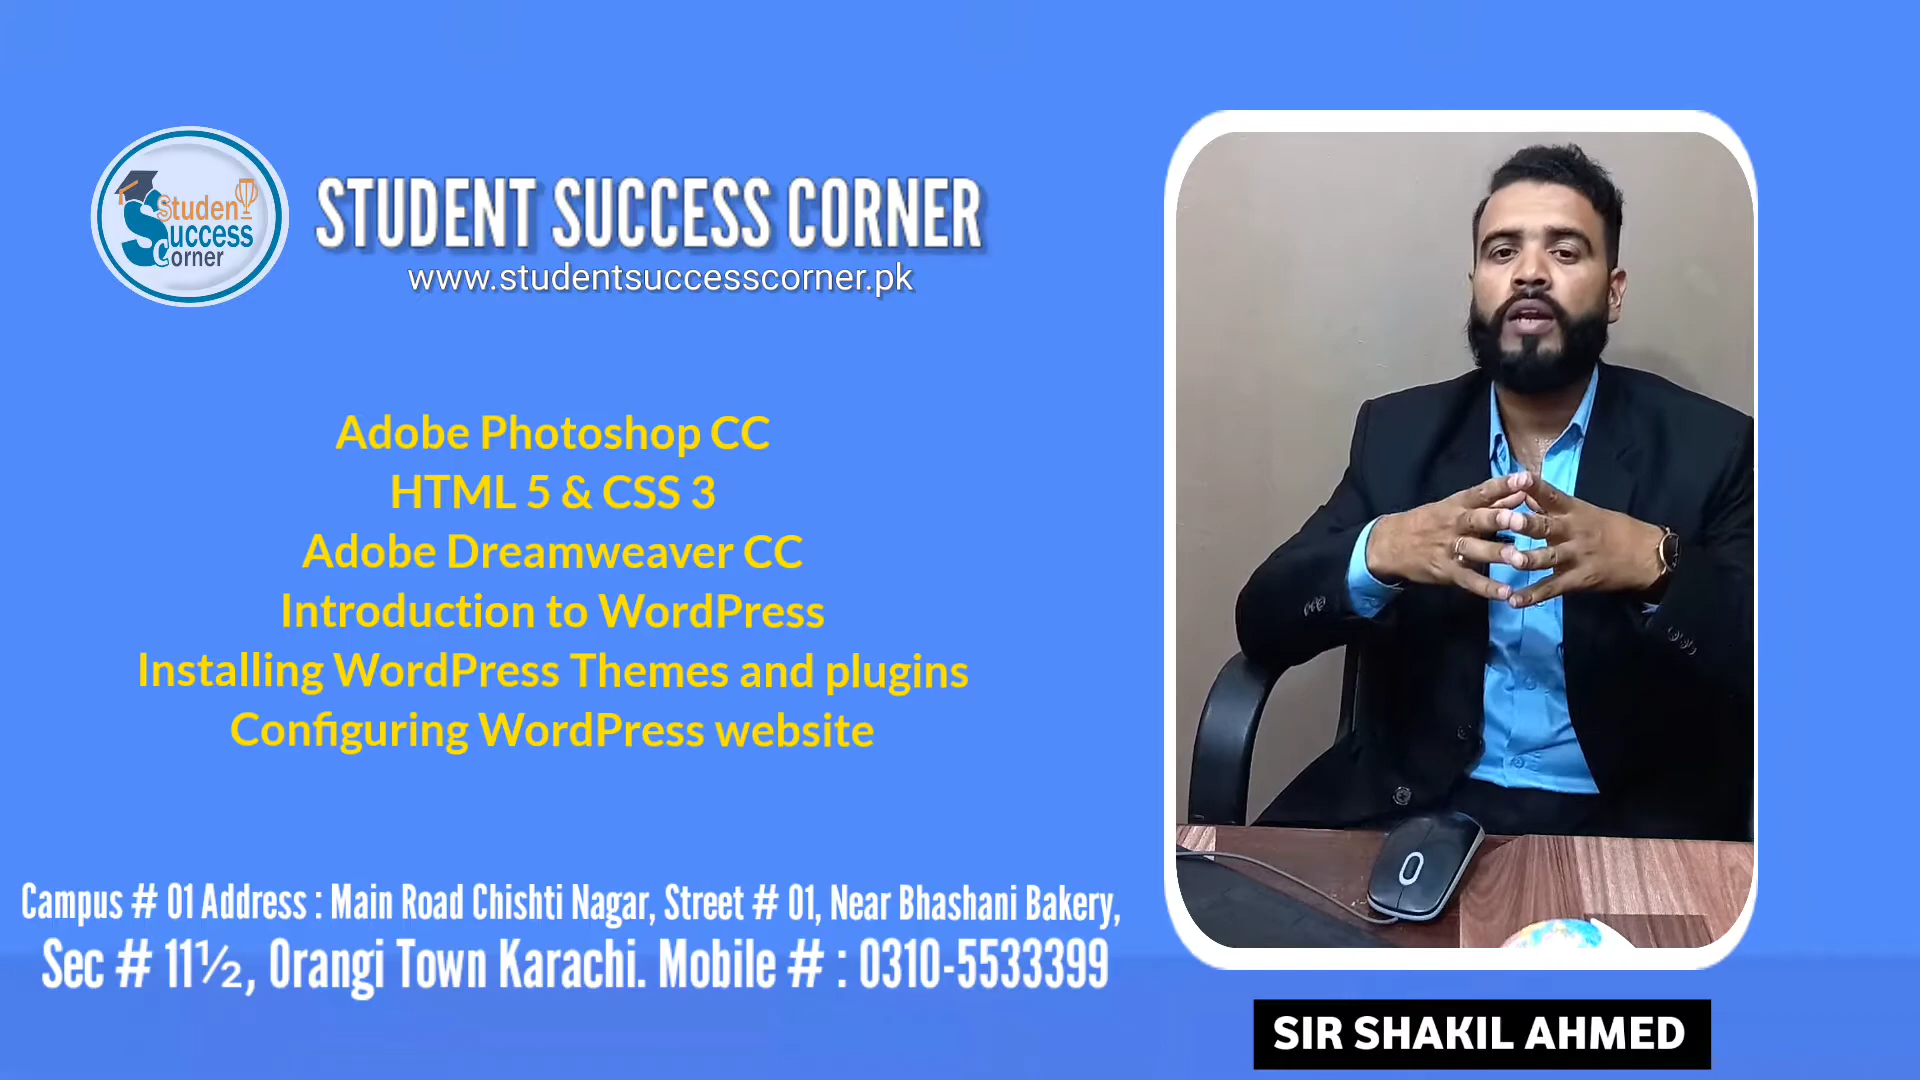 Student
Success
Corner
STUDENT SUCCESS CORNER
www.studentsuccesscorner.pk
Adobe Photoshop CC
HTML 5 & CSS 3
Adobe Dreamweaver CC
Introduction to WordPress
Installing WordPress Themes and plugins
Configuring WordPress website
Campus # 01 Address : Main Road Chishti Nagar, Street # 01, Near Bhashani Bakery,
Sec # 11½, Orangi Town Karachi. Mobile # : 0310-5533399
SIR SHAKIL AHMED